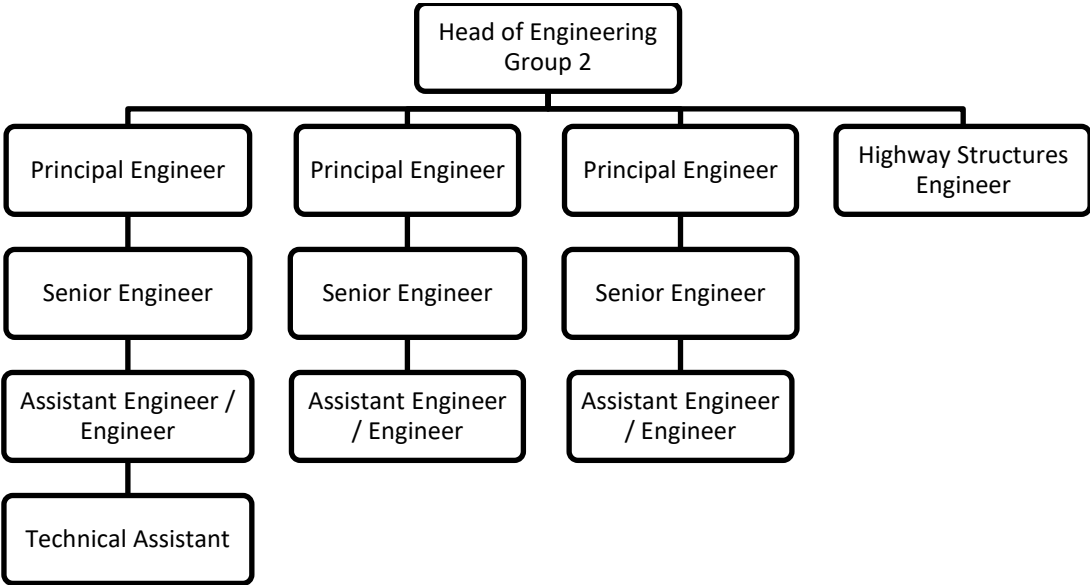 Head of Engineering
Group 2
Principal Engineer
Principal Engineer
Principal Engineer
Highway Structures
Engineer
Senior Engineer
Senior Engineer
Senior Engineer
Assistant Engineer /
Engineer
Assistant Engineer
/ Engineer
Assistant Engineer
/ Engineer
Technical Assistant